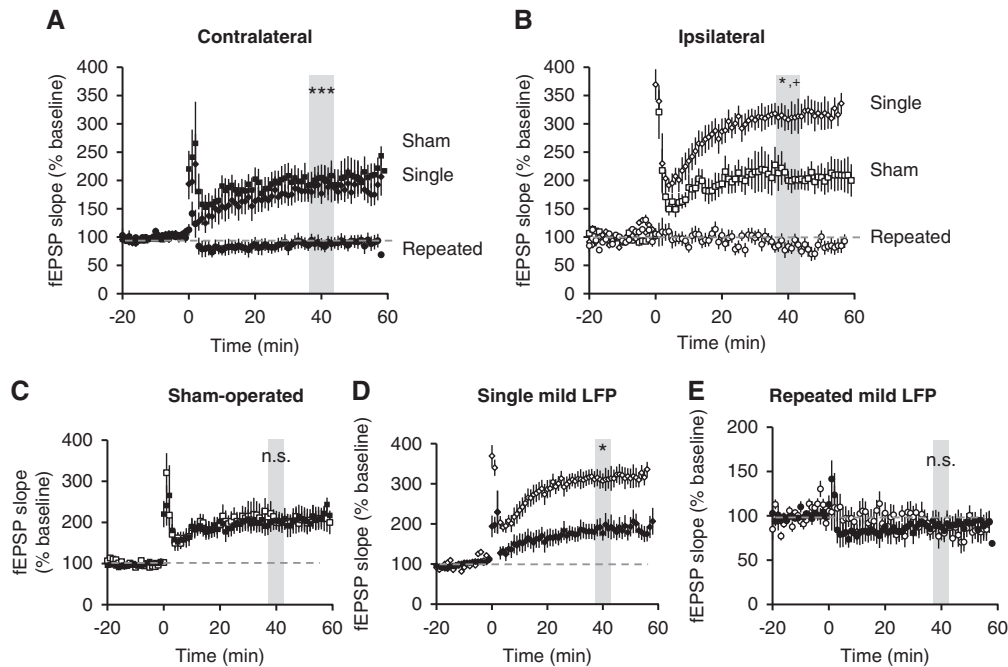 A
Contralateral
fEPSP slope (% baseline)
400
350
300
250
200
150
100
50
0
***
Sham
Single
Repeated
-20 0 20 40 60
Time (min)
B
Ipsilateral
fEPSP slope (% baseline)
400
350
300
250
200
150
100
50
0
*,+
Single
Sham
Repeated
-20 0 20 40 60
Time (min)
C
Sham-operated
fEPSP slope
(% baseline)
400
300
200
100
0
n.s.
-20 0 20 40 60
Time (min)
D
Single mild LFP
fEPSP slope (% baseline)
400
300
200
100
0
*
-20 0 20 40 60
Time (min)
E
Repeated mild LFP
fEPSP slope (% baseline)
200
150
100
50
0
n.s.
-20 0 20 40 60
Time (min)